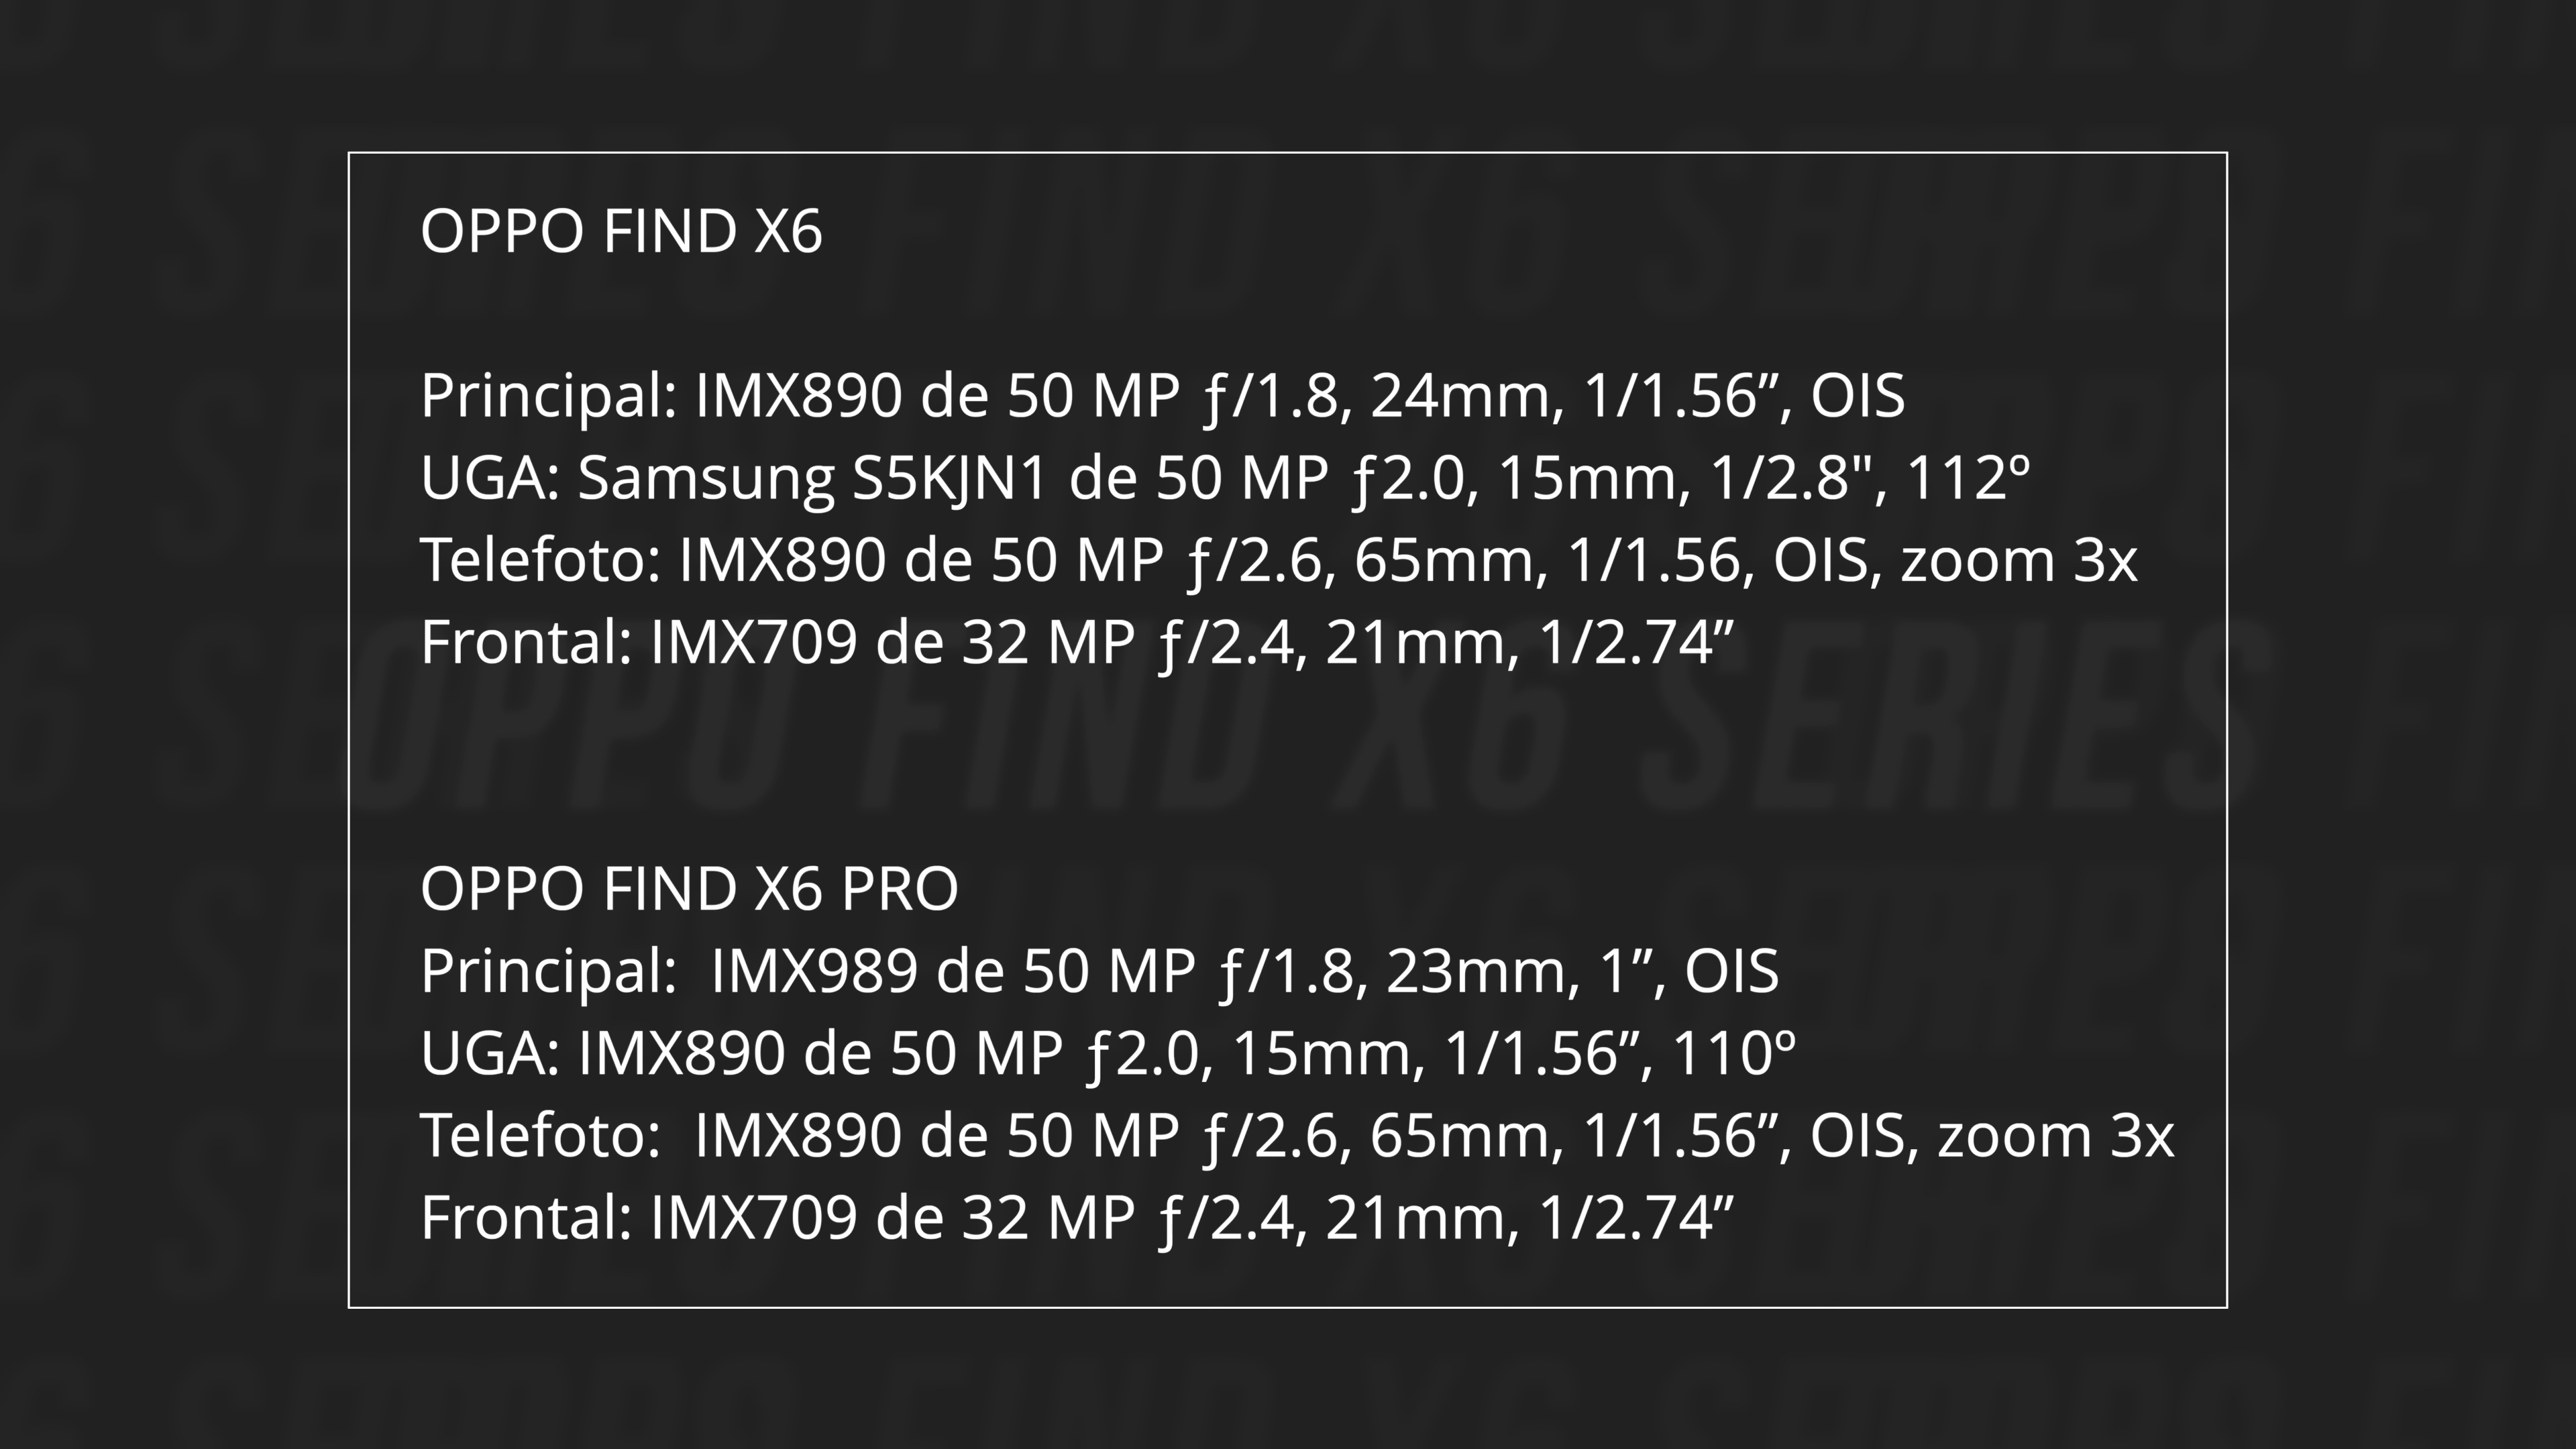 OPPO FIND X6
Principal: IMX890 de 50 MP ƒ/1.8, 24mm, 1/1.56”, OIS
UGA: Samsung S5KJN1 de 50 MP ƒ2.0, 15mm, 1/2.8", 112º
Telefoto: IMX890 de 50 MP ƒ/2.6, 65mm, 1/1.56, OIS, zoom 3x
Frontal: IMX709 de 32 MP ƒ/2.4, 21mm, 1/2.74”
OPPO FIND X6 SERIES
OPPO FIND X6 PRO
Principal:  IMX989 de 50 MP ƒ/1.8, 23mm, 1”, OIS
UGA: IMX890 de 50 MP ƒ2.0, 15mm, 1/1.56”, 110º
Telefoto:  IMX890 de 50 MP ƒ/2.6, 65mm, 1/1.56”, OIS, zoom 3x
Frontal: IMX709 de 32 MP ƒ/2.4, 21mm, 1/2.74”